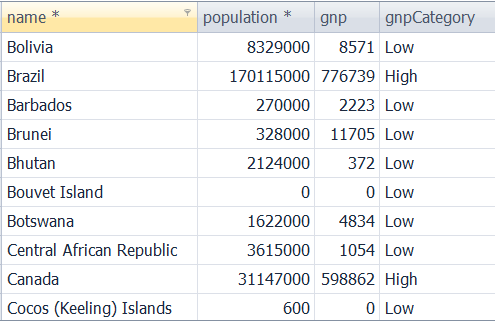 name * population * gnp gnpCategory
Bolivia 8329000 8571 Low
Brazil 170115000 776739 High
Barbados 270000 2223 Low
Brunei 328000 11705 Low
Bhutan 2124000 372 Low
Bouvet Island 0 0 Low
Botswana 1622000 4834 Low
Central African Republic 3615000 1054 Low
Canada 31147000 598862 High
Cocos (Keeling) Islands 600 0 Low